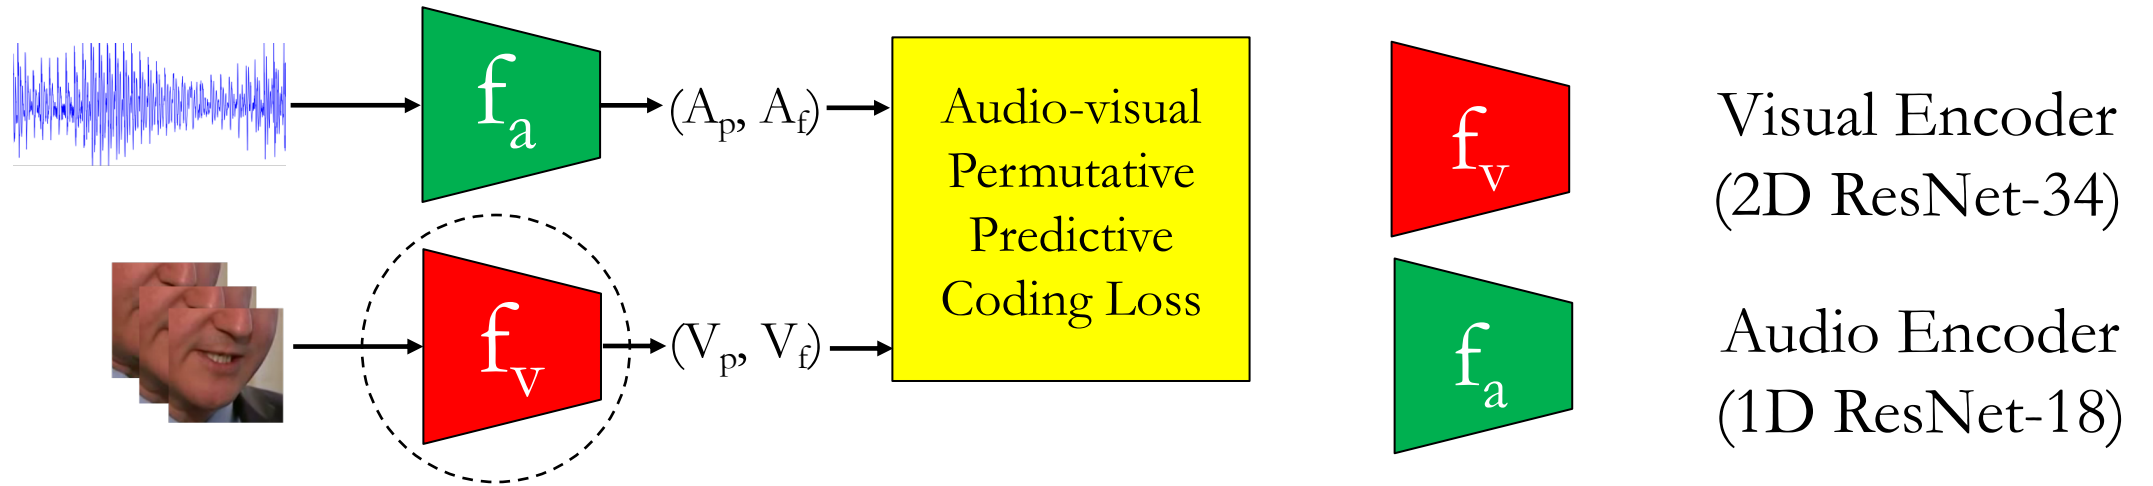 fa
(Ap, Af)
fv
(Vp, Vf)
Audio-visual
Permutative
Predictive
Coding Loss
fv
Visual Encoder
(2D ResNet-34)
fa
Audio Encoder
(1D ResNet-18)